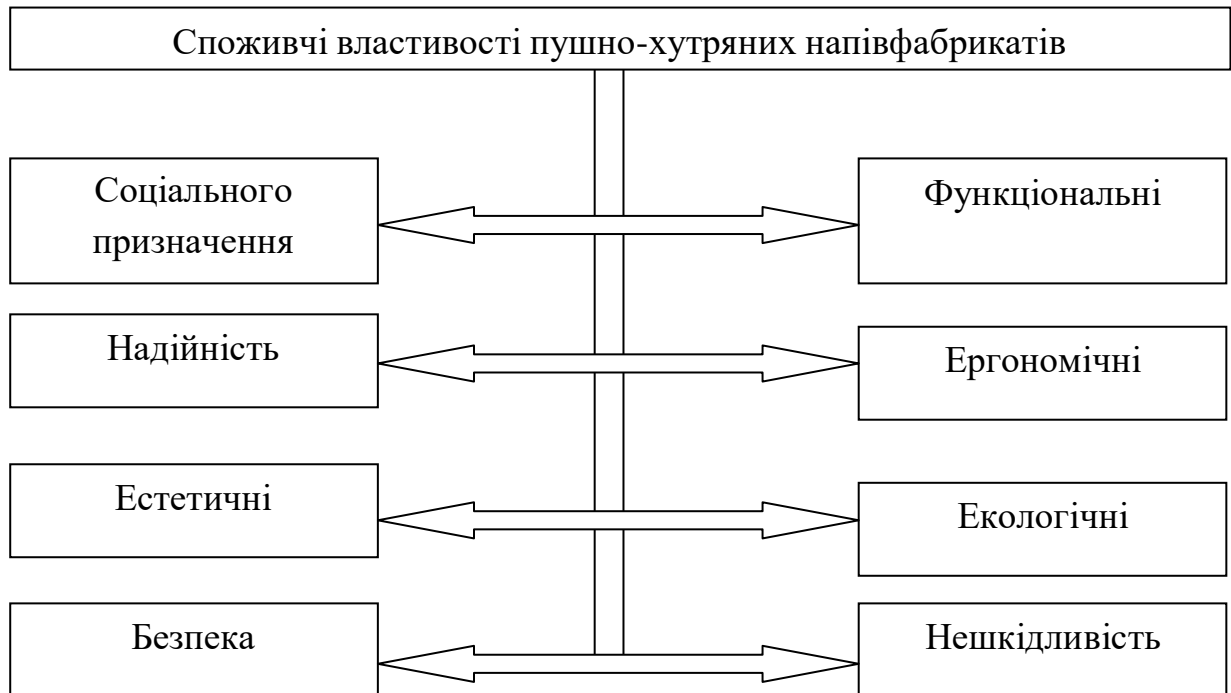 Споживчі властивості пушно-хутряних напівфабрикатів
Соціального
призначення
Функціональні
Надійність
Ергономічні
Естетичні
Екологічні
Безпека
Нешкідливість